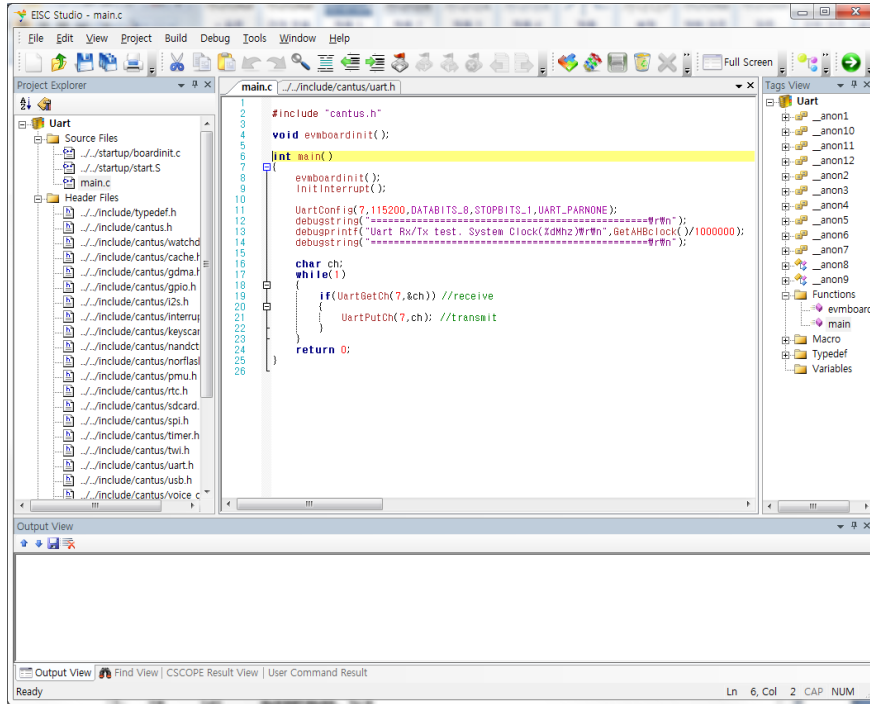 EISC Studio - main.c
File Edit View Project Build Debug Tools Window Help
Full Screen
Project Explorer
Uart
Source Files
../../startup/boardinit.c
../../startup/start.S
main.c
Header Files
../../include/typedef.h
../../include/cantus.h
../../include/cantus/watchd
../../include/cantus/cache.h
../../include/cantus/gdma.h
../../include/cantus/gpio.h
../../include/cantus/i2s.h
../../include/cantus/interrup
../../include/cantus/keyscan
../../include/cantus/nandct
../../include/cantus/norflash
../../include/cantus/pmu.h
../../include/cantus/rtc.h
../../include/cantus/sdcard.
../../include/cantus/spi.h
../../include/cantus/timer.h
../../include/cantus/twi.h
../../include/cantus/uart.h
../../include/cantus/usb.h
../../include/cantus/voice_c
main.c ../../include/cantus/uart.h
1
2 #include "cantus.h"
3
4 void evmboardinit();
5
6 int main()
7 {
8 evmboardinit();
9 InitInterrupt();
10
11 UartConfig(7,115200,DATABITS_8,STOPBITS_1,UART_PARNONE);
12 debugstring("================================================₩r₩n");
13 debugprintf("Uart Rx/Tx test. System Clock(%dMhz)₩r₩n",GetAHBclock()/1000000);
14 debugstring("================================================₩r₩n");
15
16 char ch;
17 while(1)
18 {
19 if(UartGetCh(7,&ch)) //receive
20 {
21 UartPutCh(7,ch); //transmit
22 }
23 }
24 return 0;
25 }
26
Tags View
Uart
__anon1
__anon10
__anon11
__anon12
__anon2
__anon3
__anon4
__anon5
__anon6
__anon7
__anon8
__anon9
Functions
evmboard
main
Macro
Typedef
Variables
Output View
Output View Find View CSCOPE Result View User Command Result
Ready Ln 6, Col 2 CAP NUM